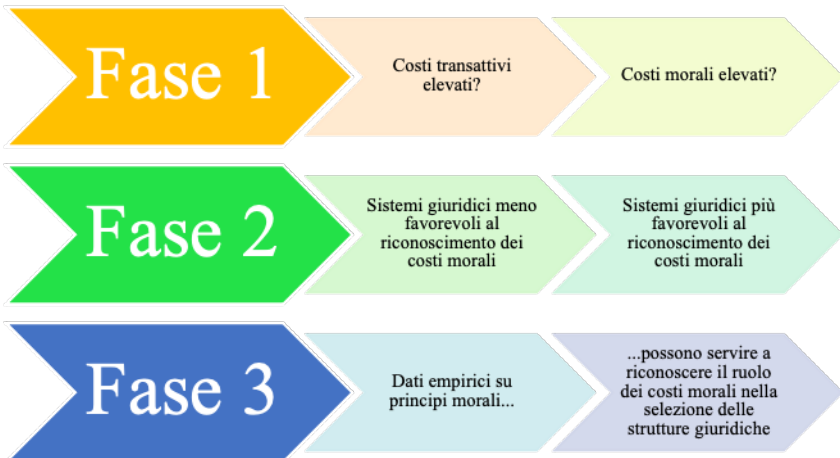 Fase 1
Costi transattivi
elevati?
Costi morali elevati?
Fase 2
Sistemi giuridici meno
favorevoli al
riconoscimento dei
costi morali
Sistemi giuridici più
favorevoli al
riconoscimento dei
costi morali
Fase 3
Dati empirici su
principi morali...
...possono servire a
riconoscere il ruolo
dei costi morali nella
selezione delle
strutture giuridiche